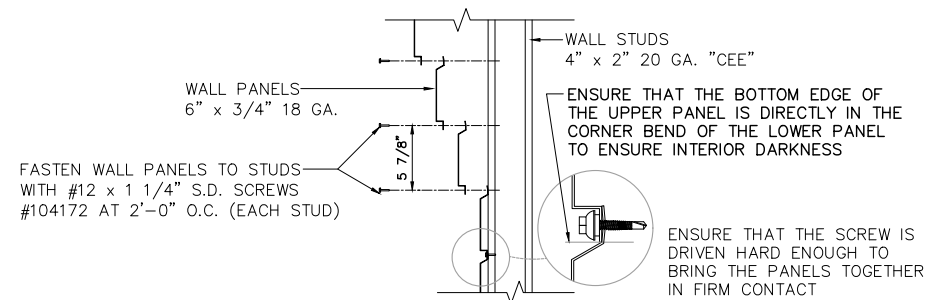 WALL STUDS
4" x 2" 20 GA. "CEE"
WALL PANELS
6" x 3/4" 18 GA.
ENSURE THAT THE BOTTOM EDGE OF
THE UPPER PANEL IS DIRECTLY IN THE
CORNER BEND OF THE LOWER PANEL
TO ENSURE INTERIOR DARKNESS
5 7/8"
FASTEN WALL PANELS TO STUDS
WITH #12 x 1 1/4" S.D. SCREWS
#104172 AT 2'-0" O.C. (EACH STUD)
ENSURE THAT THE SCREW IS
DRIVEN HARD ENOUGH TO
BRING THE PANELS TOGETHER
IN FIRM CONTACT